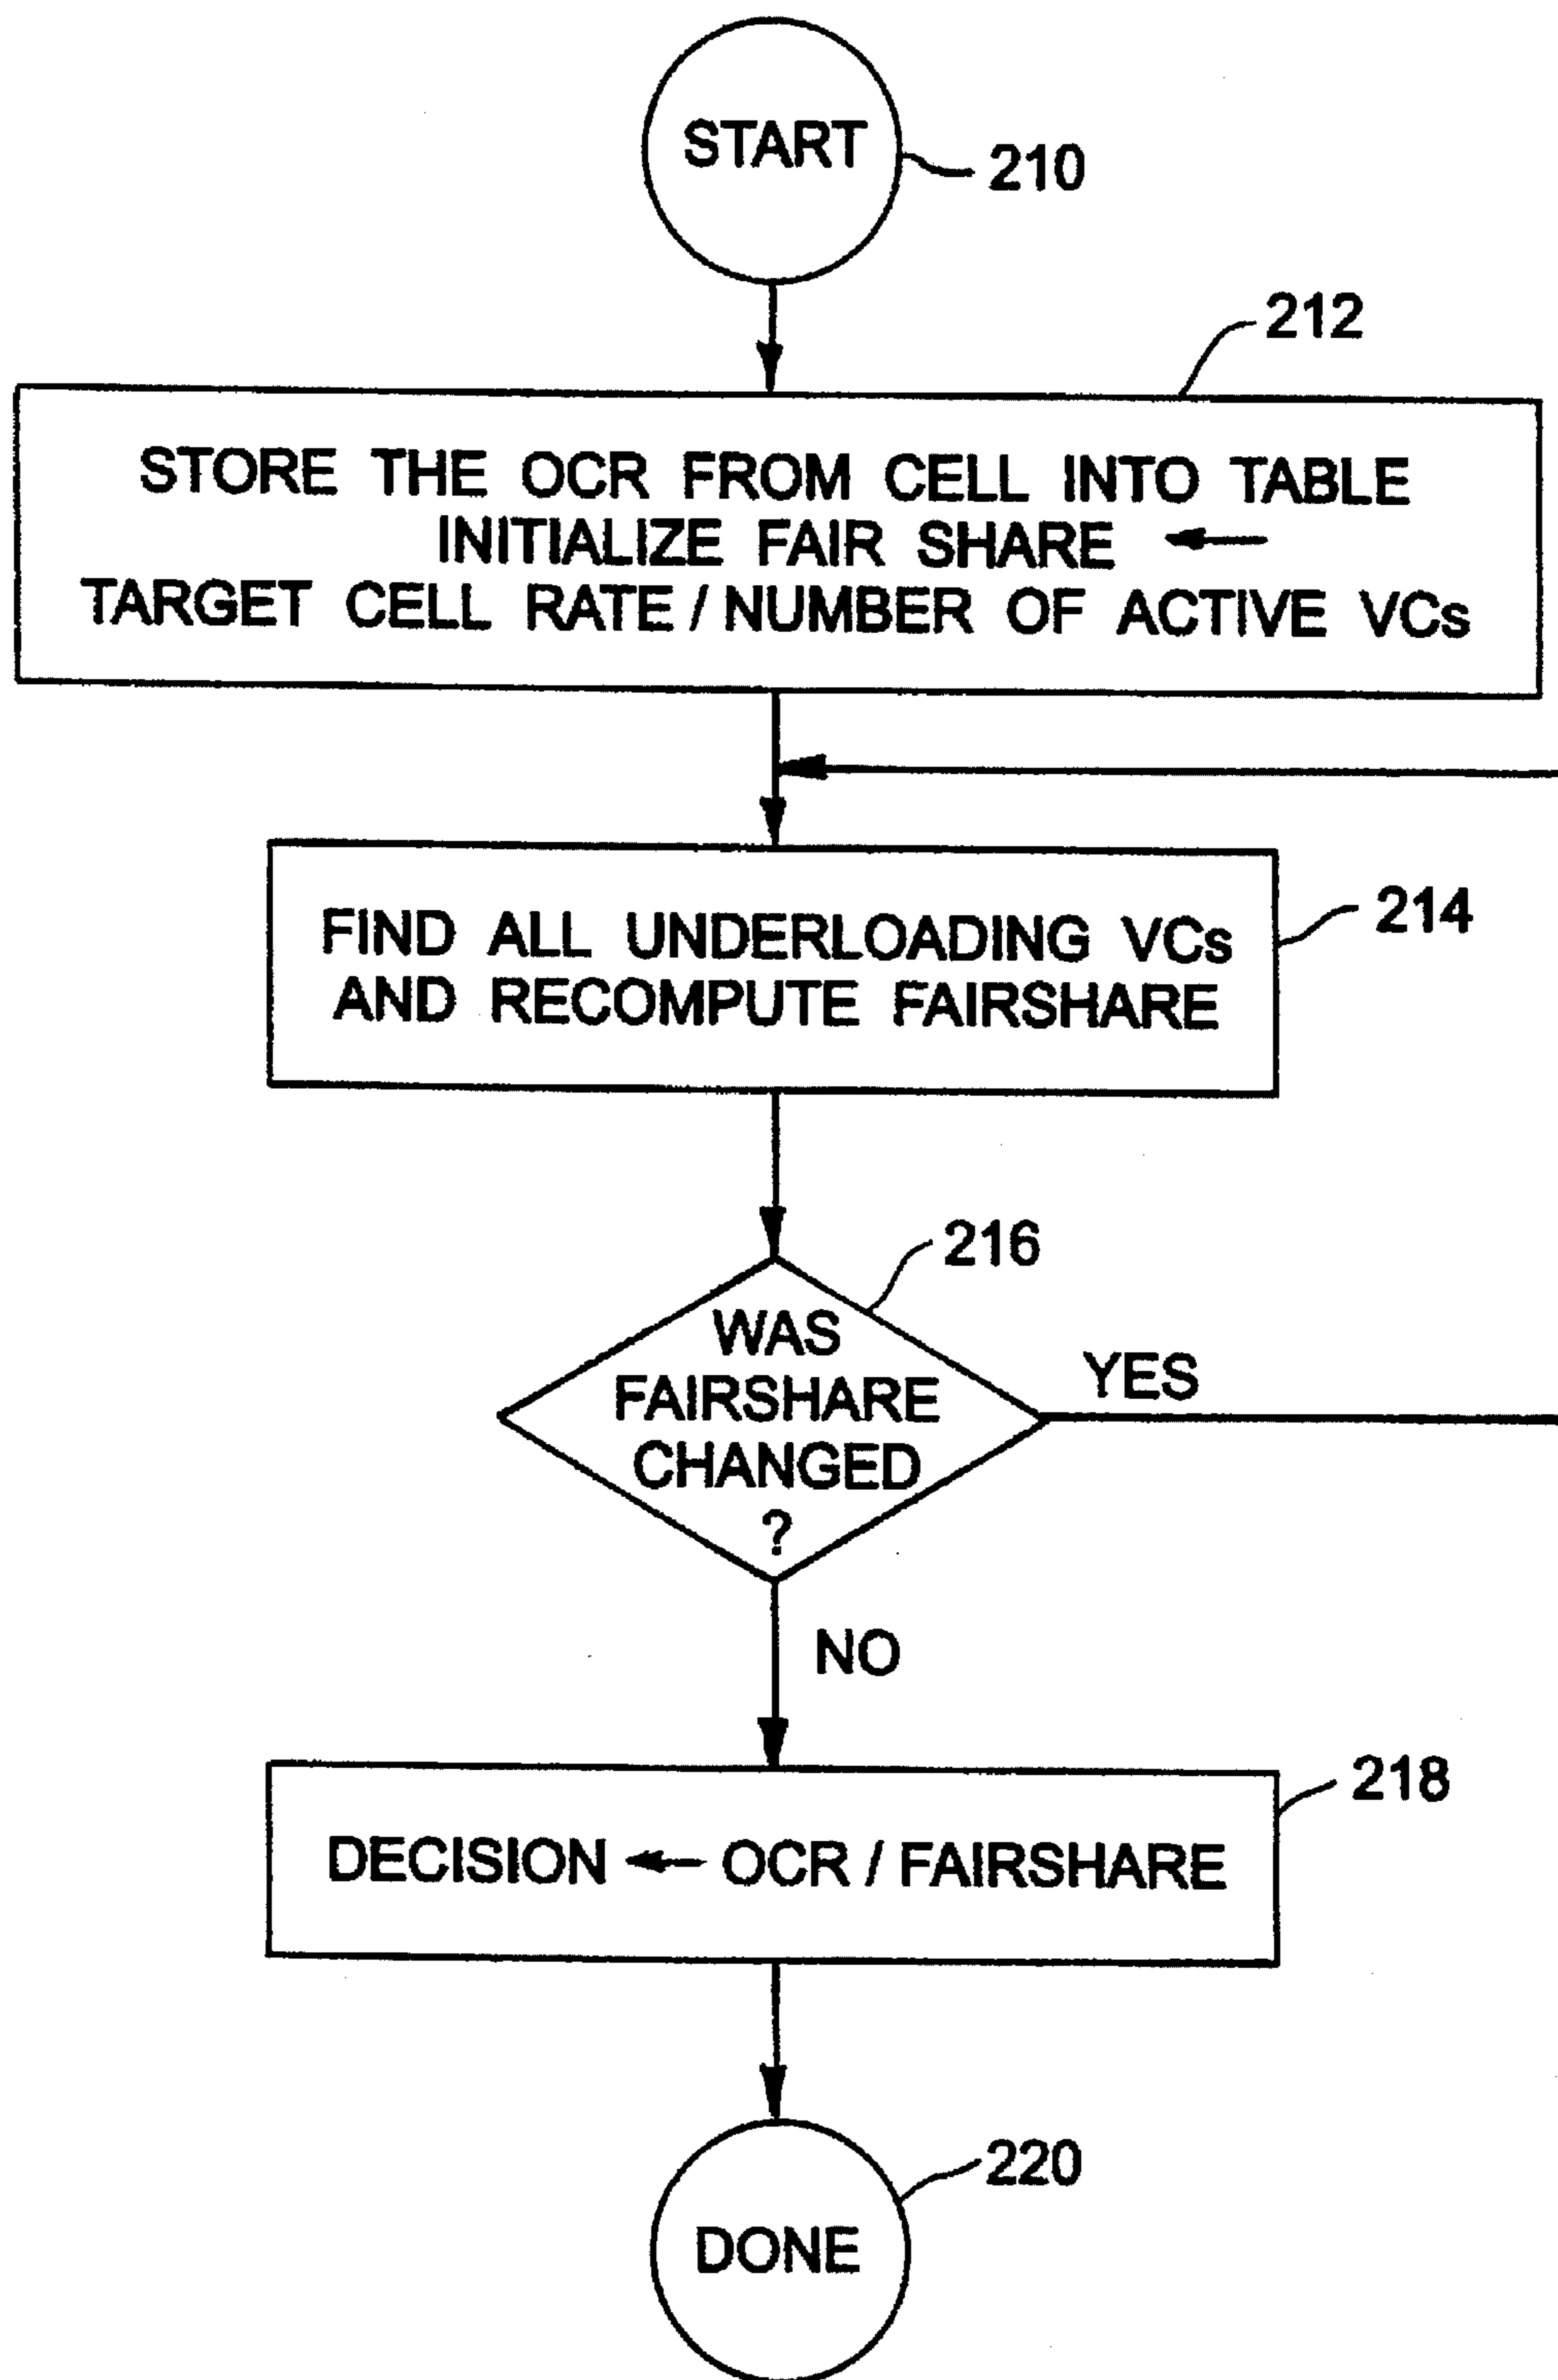 START
210
212
STORE THE OCR FROM CELL INTO TABLE
INITIALIZE FAIR SHARE ←
TARGET CELL RATE / NUMBER OF ACTIVE VCs
214
FIND ALL UNDERLOADING VCs
AND RECOMPUTE FAIRSHARE
216
WAS
FAIRSHARE
CHANGED
?
YES
NO
218
DECISION ← OCR / FAIRSHARE
220
DONE